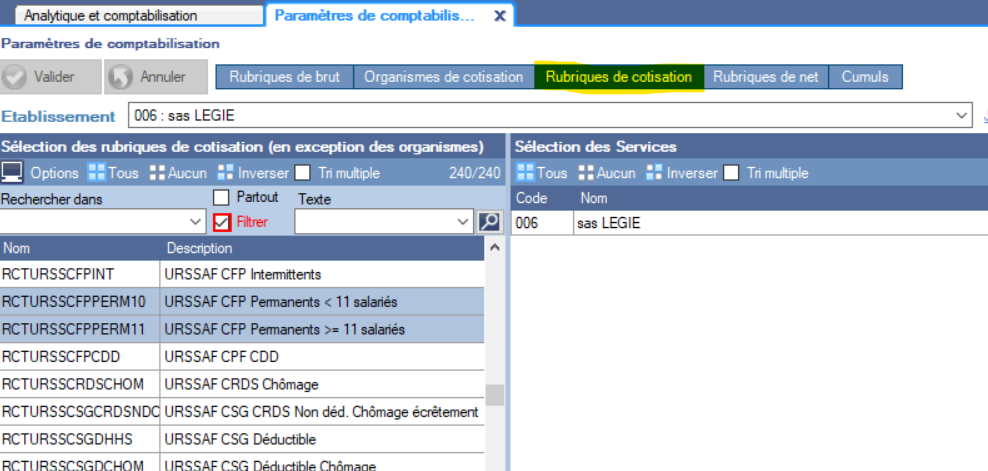 Analytique et comptabilisation
Paramètres de comptabilis... X
Paramètres de comptabilisation
Valider Annuler Rubriques de brut Organismes de cotisation Rubriques de cotisation Rubriques de net Cumuls
Etablissement 006 : sas LEGIE
Sélection des rubriques de cotisation (en exception des organismes)
Options Tous Aucun Inverser Tri multiple 240/240
Rechercher dans Partout Texte
Filtrer
Nom Description
RCTURSSCFPINT URSSAF CFP Intermittents
RCTURSSCFPPERM10 URSSAF CFP Permanents < 11 salariés
RCTURSSCFPPERM11 URSSAF CFP Permanents >= 11 salariés
RCTURSSCFPCDD URSSAF CPF CDD
RCTURSSCRDSCHOM URSSAF CRDS Chômage
RCTURSSCSGCRDSNDC URSSAF CSG CRDS Non déd. Chômage écrêtement
RCTURSSCSGDHHS URSSAF CSG Déductible
RCTURSSCSGDCHOM URSSAF CSG Déductible Chômage
Sélection des Services
Tous Aucun Inverser Tri multiple
Code Nom
006 sas LEGIE